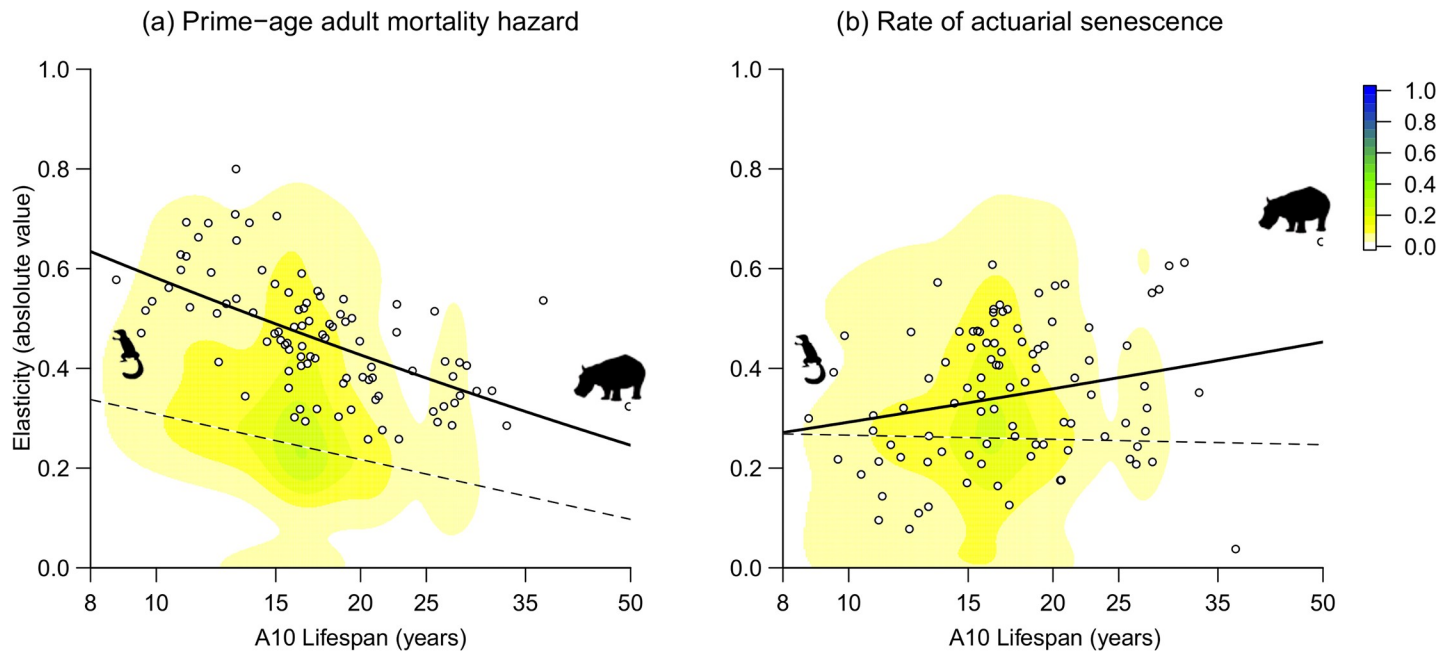 (a) Prime−age adult mortality hazard
(b) Rate of actuarial senescence
Elasticity (abslolute value)
1.0
0.8
0.6
0.4
0.2
0.0
8 10 15 20 25 35 50
A10 Lifespan (years)
1.0
0.8
0.6
0.4
0.2
0.0
8 10 15 20 25 35 50
A10 Lifespan (years)
1.0
0.8
0.6
0.4
0.2
0.0
c
c